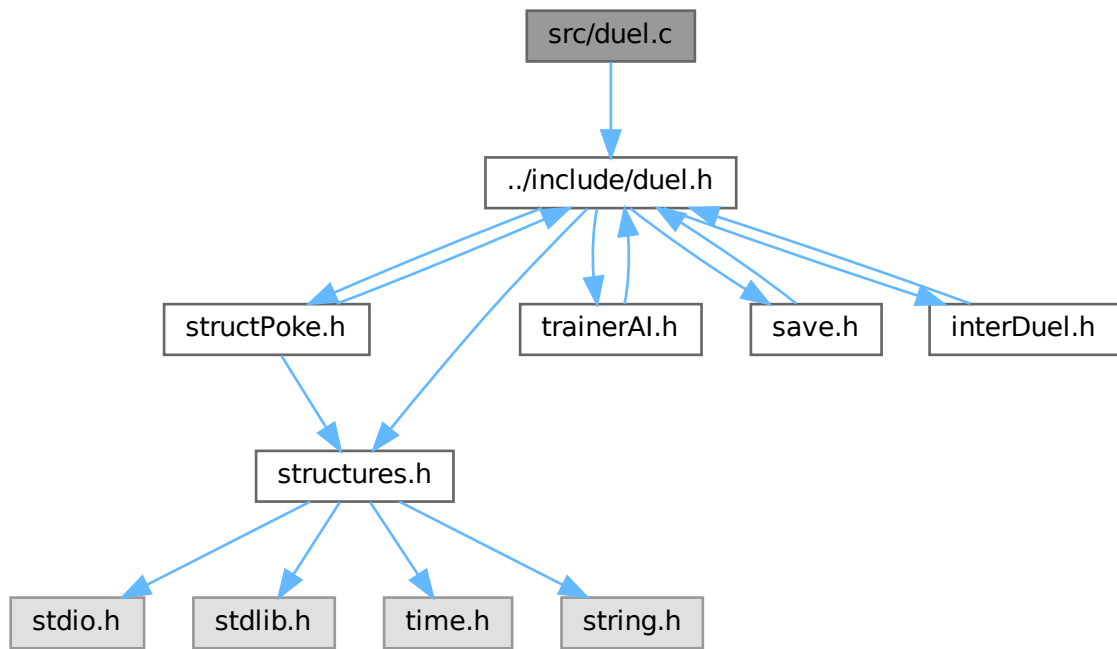 src/duel.c
../include/duel.h
structPoke.h
trainerAI.h
save.h
interDuel.h
structures.h
stdio.h
stdlib.h
time.h
string.h